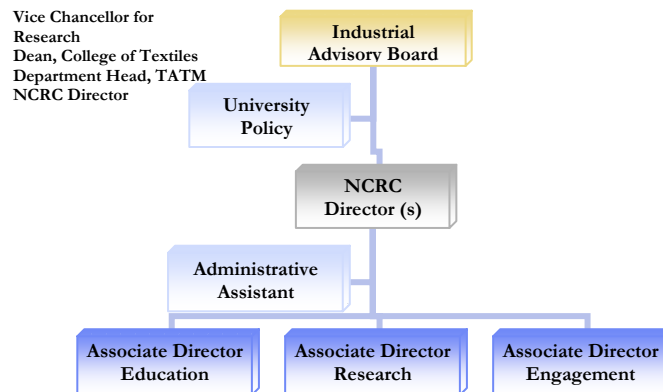 Vice Chancellor for
Research
Dean, College of Textiles
Department Head, TATM
NCRC Director
Industrial
Advisory Board
University
Policy
NCRC
Director (s)
Administrative
Assistant
Associate Director
Education
Associate Director
Research
Associate Director
Engagement